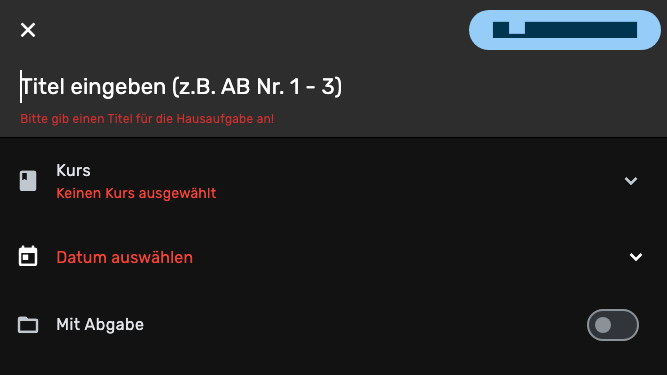 Titel eingeben (z.B. AB Nr. 1 - 3)
Bitte gib einen Titel für die Hausaufgabe an!
Kurs
Keinen Kurs ausgewählt
Datum auswählen
Mit Abgabe